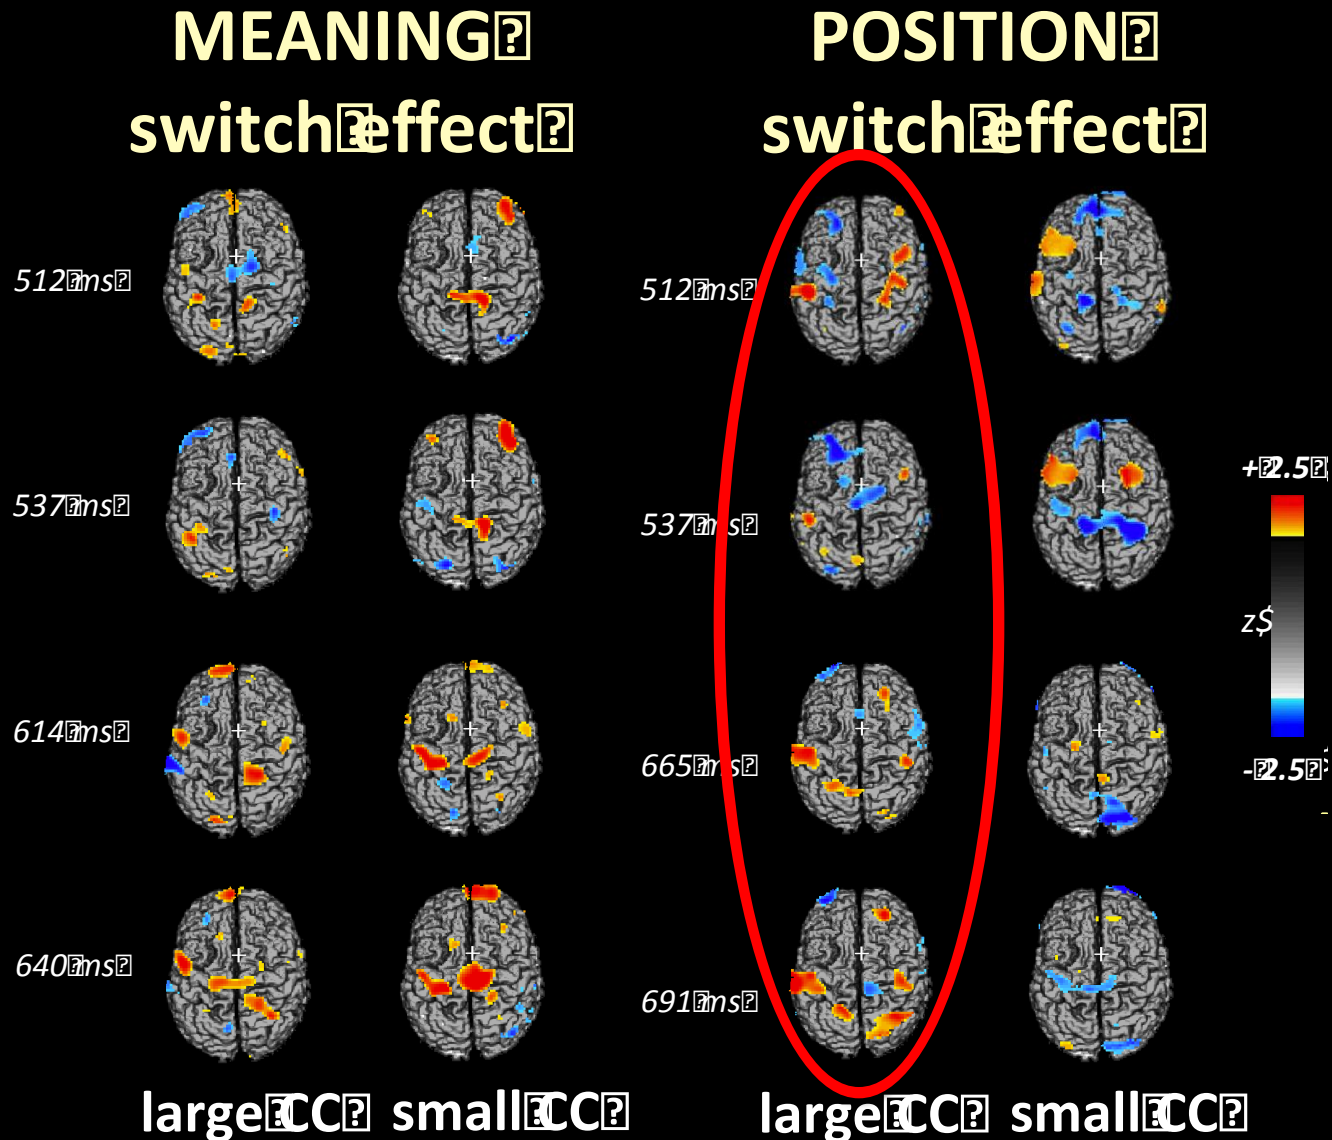 MEANING⍰ POSITION⍰
switch⍰effect⍰ switch⍰effect⍰
512⍰ms⍰ 512⍰ms⍰
+⍰2.5⍰
537⍰ms⍰ 537⍰ms⍰
z$
614⍰ms⍰ 665⍰ms⍰
-⍰2.5⍰
640⍰ms⍰ 691⍰ms⍰
large⍰CC⍰ small⍰CC⍰ large⍰CC⍰ small⍰CC⍰